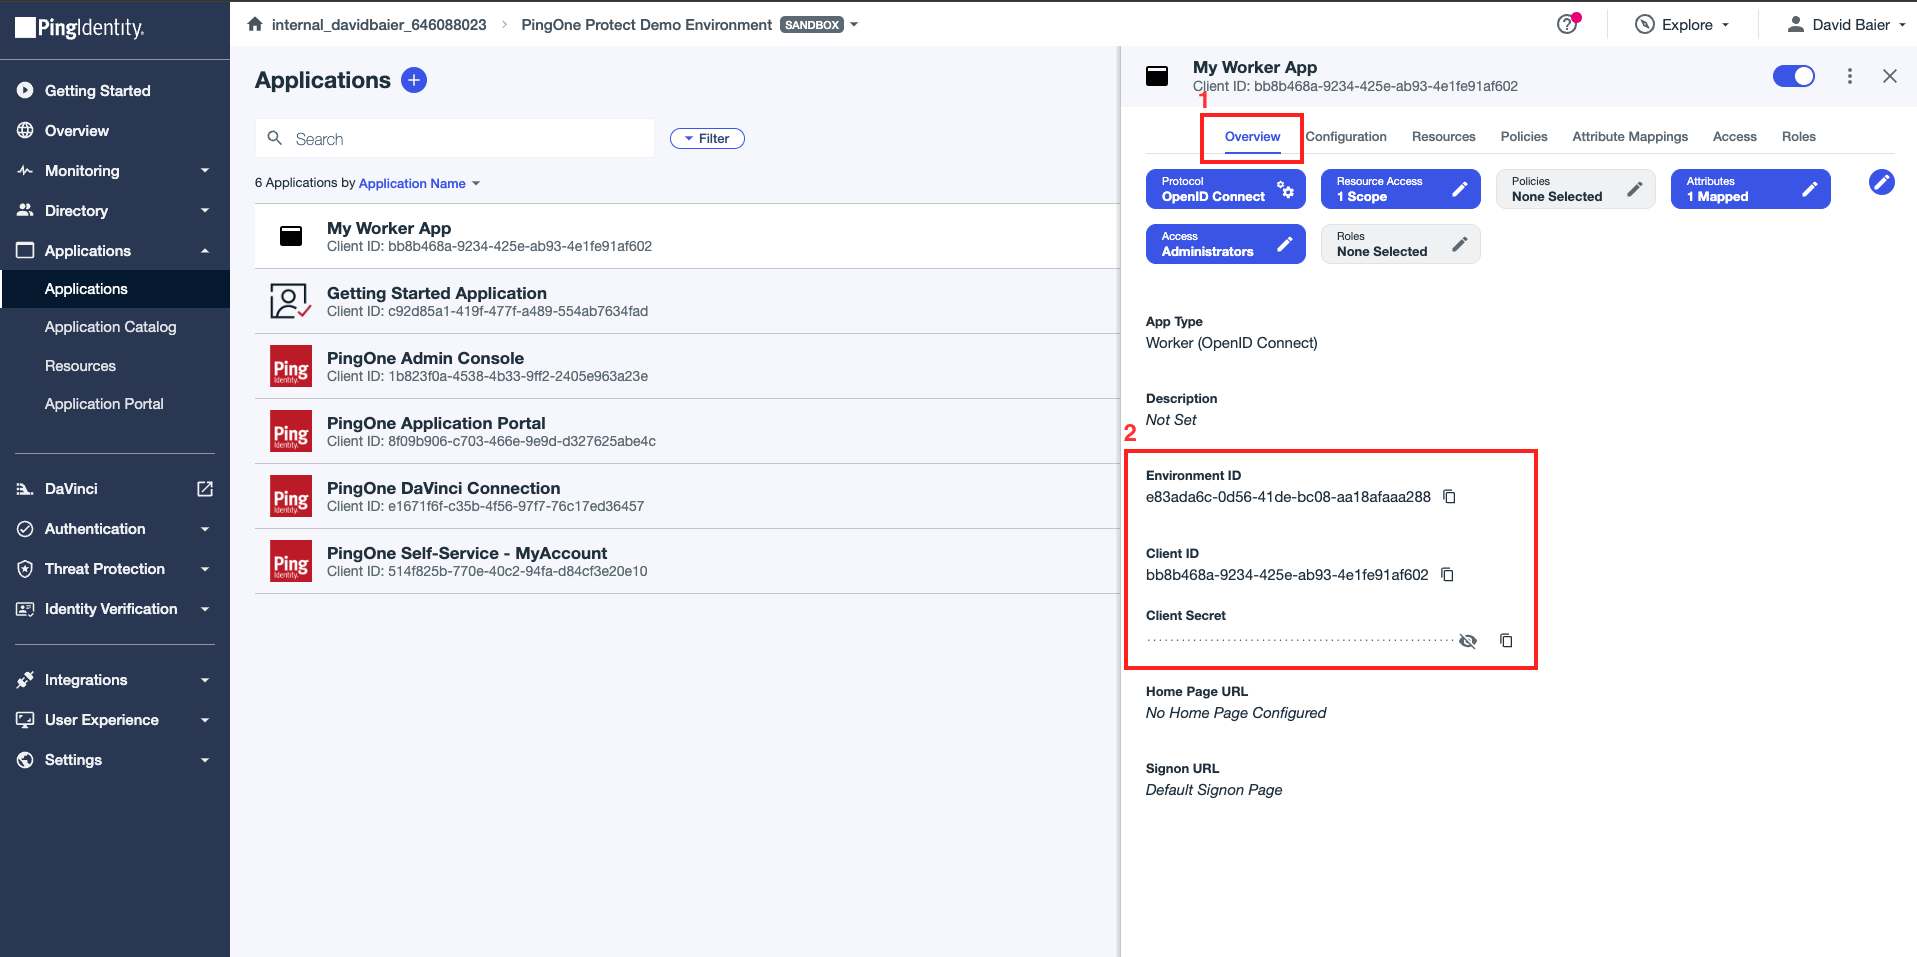 PingIdentity.
internal_davidbaier_646088023 > PingOne Protect Demo Environment SANDBOX
Explore
David Baier
Getting Started
Overview
Monitoring
Directory
Applications
Applications
Application Catalog
Resources
Application Portal
DaVinci
Authentication
Threat Protection
Identity Verification
Integrations
User Experience
Settings
Applications
Search
Filter
6 Applications by Application Name
My Worker App
Client ID: bb8b468a-9234-425e-ab93-4e1fe91af602
Getting Started Application
Client ID: c92d85a1-419f-477f-a489-554ab7634fad
Ping
Identity.
PingOne Admin Console
Client ID: 1b823f0a-4538-4b33-9ff2-2405e963a23e
Ping
Identity.
PingOne Application Portal
Client ID: 8f09b906-c703-466e-9e9d-d327625abe4c
Ping
Identity.
PingOne DaVinci Connection
Client ID: e1671f6f-c35b-4f56-97f7-76c17ed36457
Ping
Identity.
PingOne Self-Service - MyAccount
Client ID: 514f825b-770e-40c2-94fa-d84cf3e20e10
My Worker App
Client ID: bb8b468a-9234-425e-ab93-4e1fe91af602
1
Overview Configuration Resources Policies Attribute Mappings Access Roles
Protocol
OpenID Connect
Resource Access
1 Scope
Policies
None Selected
Attributes
1 Mapped
Access
Administrators
Roles
None Selected
App Type
Worker (OpenID Connect)
Description
Not Set
2
Environment ID
e83ada6c-0d56-41de-bc08-aa18afaaa288
Client ID
bb8b468a-9234-425e-ab93-4e1fe91af602
Client Secret
Home Page URL
No Home Page Configured
Signon URL
Default Signon Page